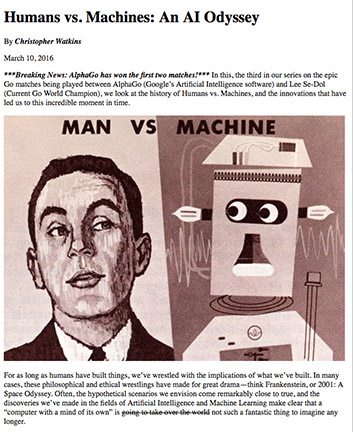 Humans vs. Machines: An AI Odyssey
By Christopher Watkins
March 10, 2016
***Breaking News: AlphaGo has won the first two matches!*** In this, the third in our series on the epic
Go matches being played between AlphaGo (Google's Artificial Intelligence software) and Lee Se-Dol
(Current Go World Champion), we look at the history of Humans vs. Machines, and the innovations that have
led us to this incredible moment in time.
MAN VS MACHINE
For as long as humans have built things, we've wrestled with the implications of what we've built. In many
cases, these philosophical and ethical wrestlings have made for great drama—think Frankenstein, or 2001: A
Space Odyssey. Often, the hypothetical scenarios we envision come remarkably close to true, and the
discoveries we've made in the fields of Artificial Intelligence and Machine Learning make clear that a
"computer with a mind of its own" is going to take over the world not such a fantastic thing to imagine any
longer.